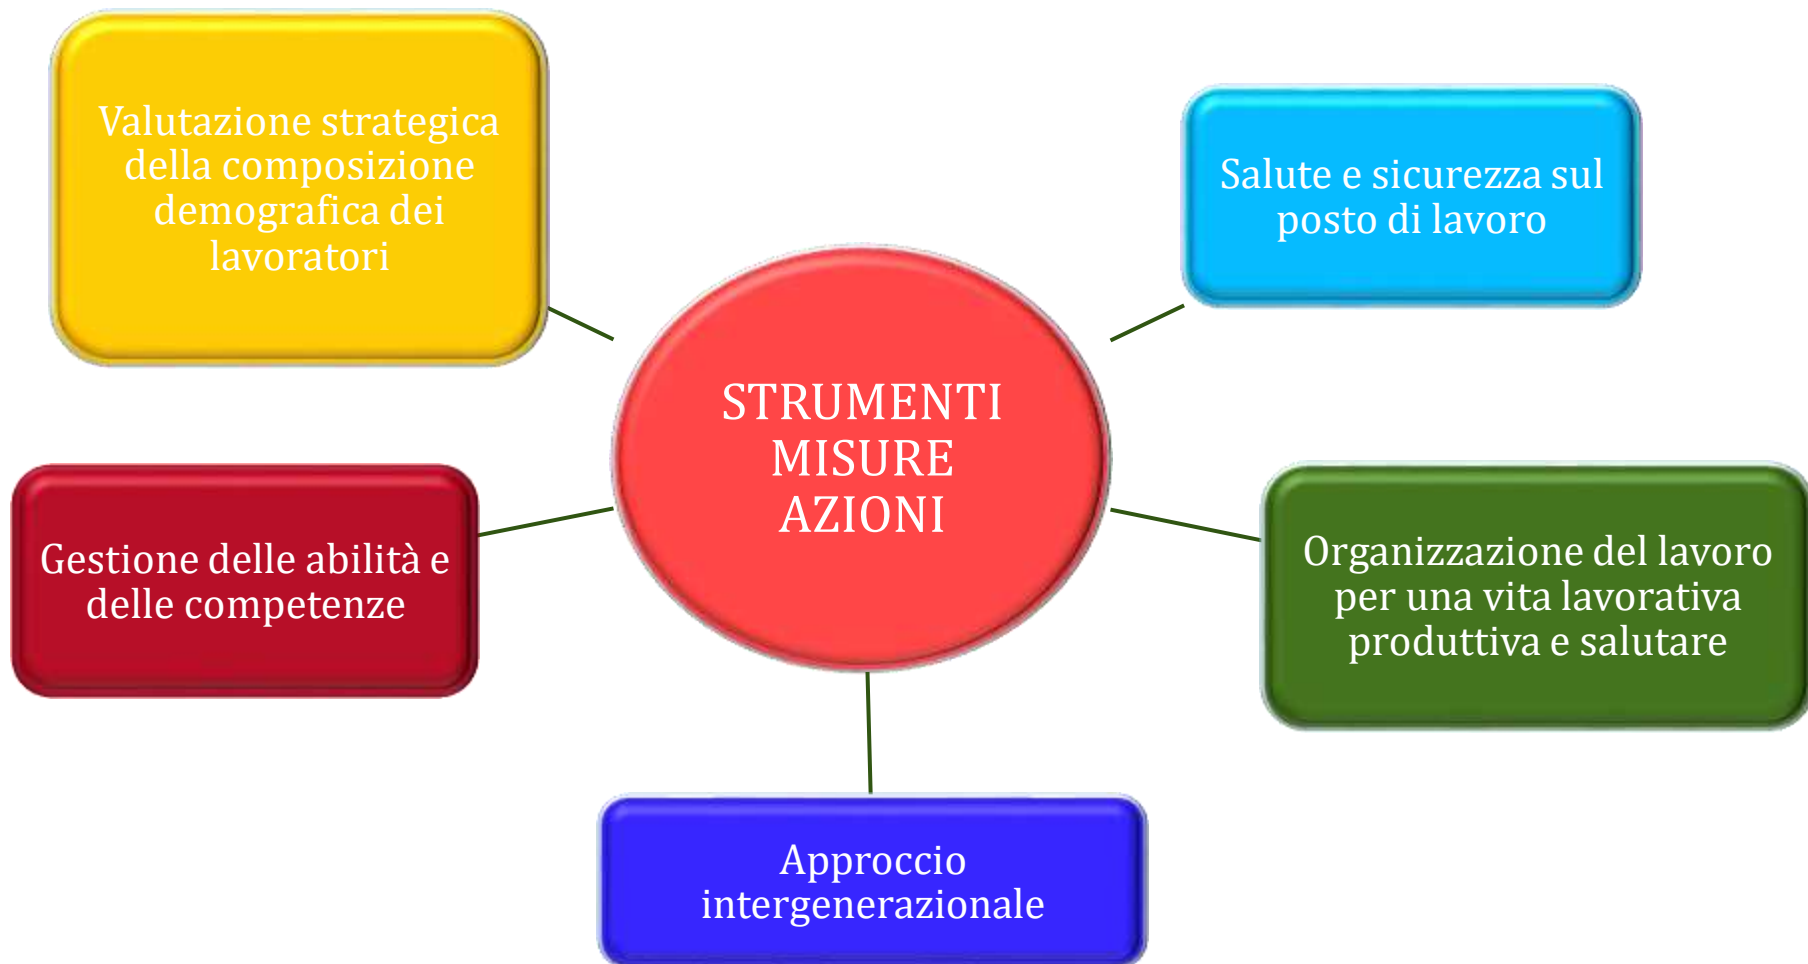 Valutazione strategica
della composizione
demografica dei
lavoratori
Salute e sicurezza sul
posto di lavoro
STRUMENTI
MISURE
AZIONI
Gestione delle abilità e
delle competenze
Organizzazione del lavoro
per una vita lavorativa
produttiva e salutare
Approccio
intergenerazionale